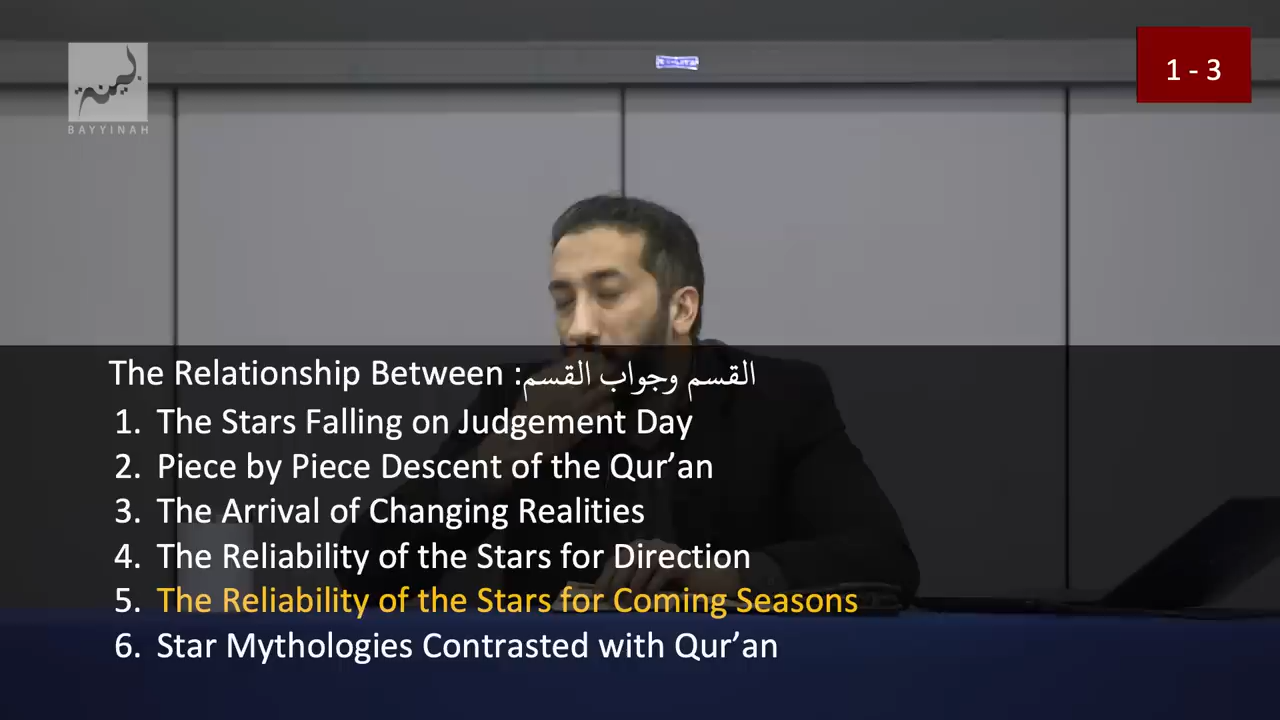 بينة
BAYYINAH
1 - 3
The Relationship Between :القسم وجواب القسم
1. The Stars Falling on Judgement Day
2. Piece by Piece Descent of the Qur’an
3. The Arrival of Changing Realities
4. The Reliability of the Stars for Direction
5. The Reliability of the Stars for Coming Seasons
6. Star Mythologies Contrasted with Qur’an